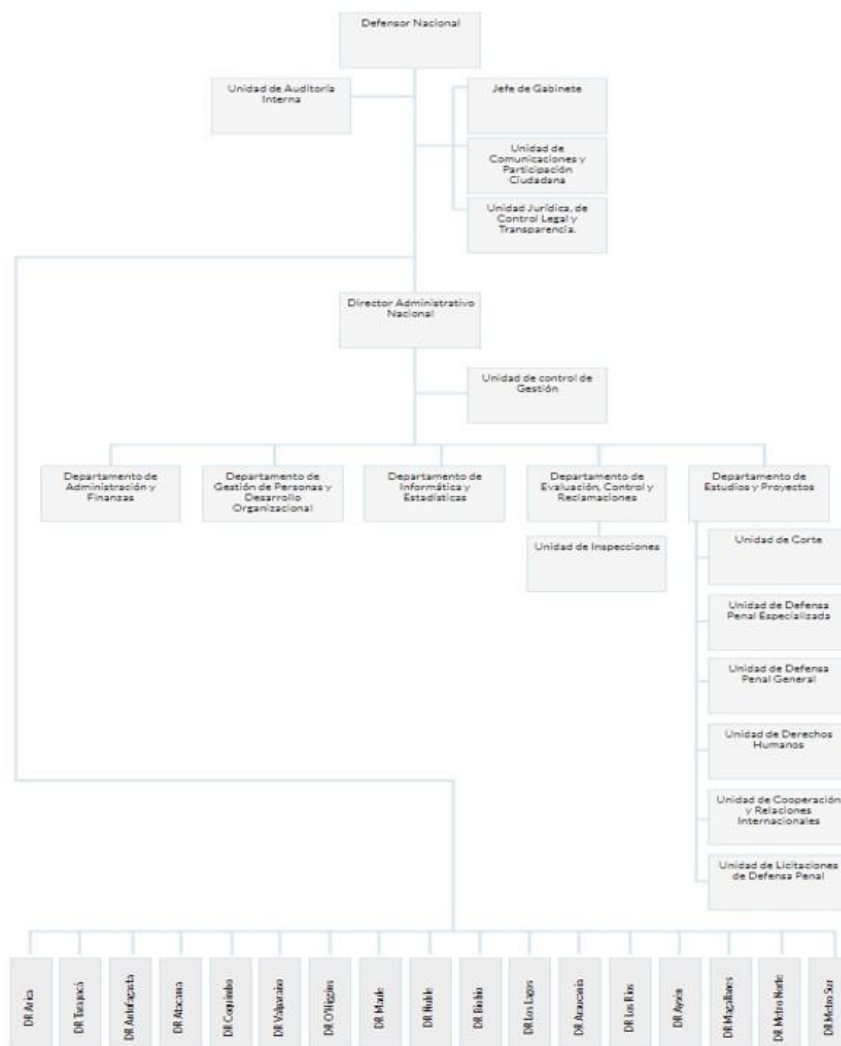 Defensor Nacional
Unidad de Auditoría
Interna
Jefe de Gabinete
Unidad de
Comunicaciones y
Participación
Ciudadana
Unidad Jurídica, de
Control Legal y
Transparencia.
Director Administrativo
Nacional
Unidad de control de
Gestión
Departamento de
Administración y
Finanzas
Departamento de
Gestión de Personas y
Desarrollo
Organizacional
Departamento de
Informática y
Estadísticas
Departamento de
Evaluación, Control y
Reclamaciones
Departamento de
Estudios y Proyectos
Unidad de Inspecciones
Unidad de Corte
Unidad de Defensa
Penal Especializada
Unidad de Defensa
Penal General
Unidad de Derechos
Humanos
Unidad de Cooperación
y Relaciones
Internacionales
Unidad de Licitaciones
de Defensa Penal
DR Arica
DR Tarapacá
DR Antofagasta
DR Atacama
DR Coquimbo
DR Valparaíso
DR O'Higgins
DR Maule
DR Ñuble
DR Biobío
DR Los Lagos
DR Araucanía
DR Los Ríos
DR Aysén
DR Magallanes
DR Metro Norte
DR Metro Sur